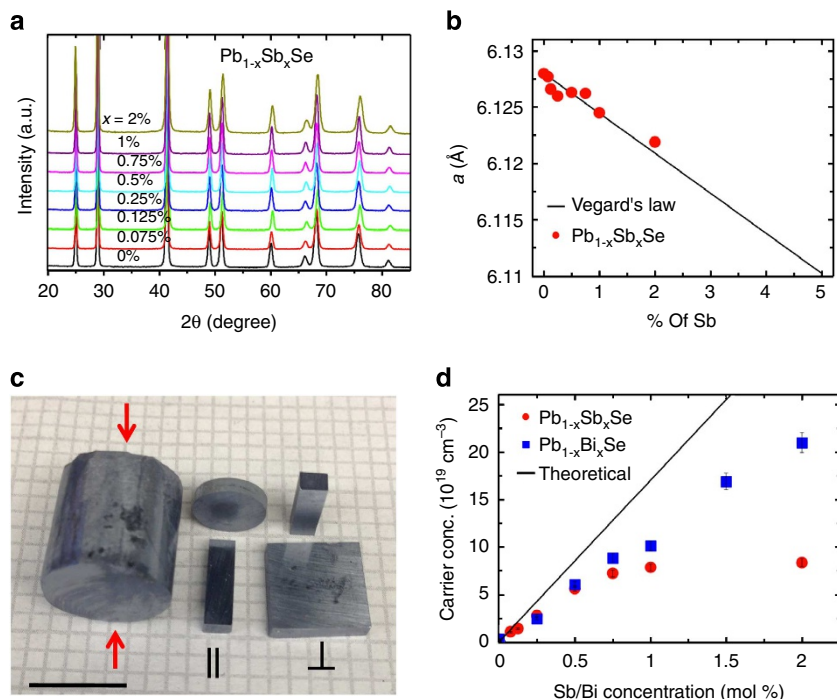 a
Pb1-xSbxSe
x = 2%
1%
0.75%
0.5%
0.25%
0.125%
0.075%
0%
Intensity (a.u.)
20 30 40 50 60 70 80
2θ (degree)
b
6.13
6.125
6.12
6.115
6.11
a (Å)
Vegard's law
Pb1-xSbxSe
0 1 2 3 4 5
% Of Sb
c
||
⊥
d
25
20
15
10
5
0
Carrier conc. (10^19 cm^-3)
Pb1-xSbxSe
Pb1-xBixSe
Theoretical
0 0.5 1.0 1.5 2.0
Sb/Bi concentration (mol %)